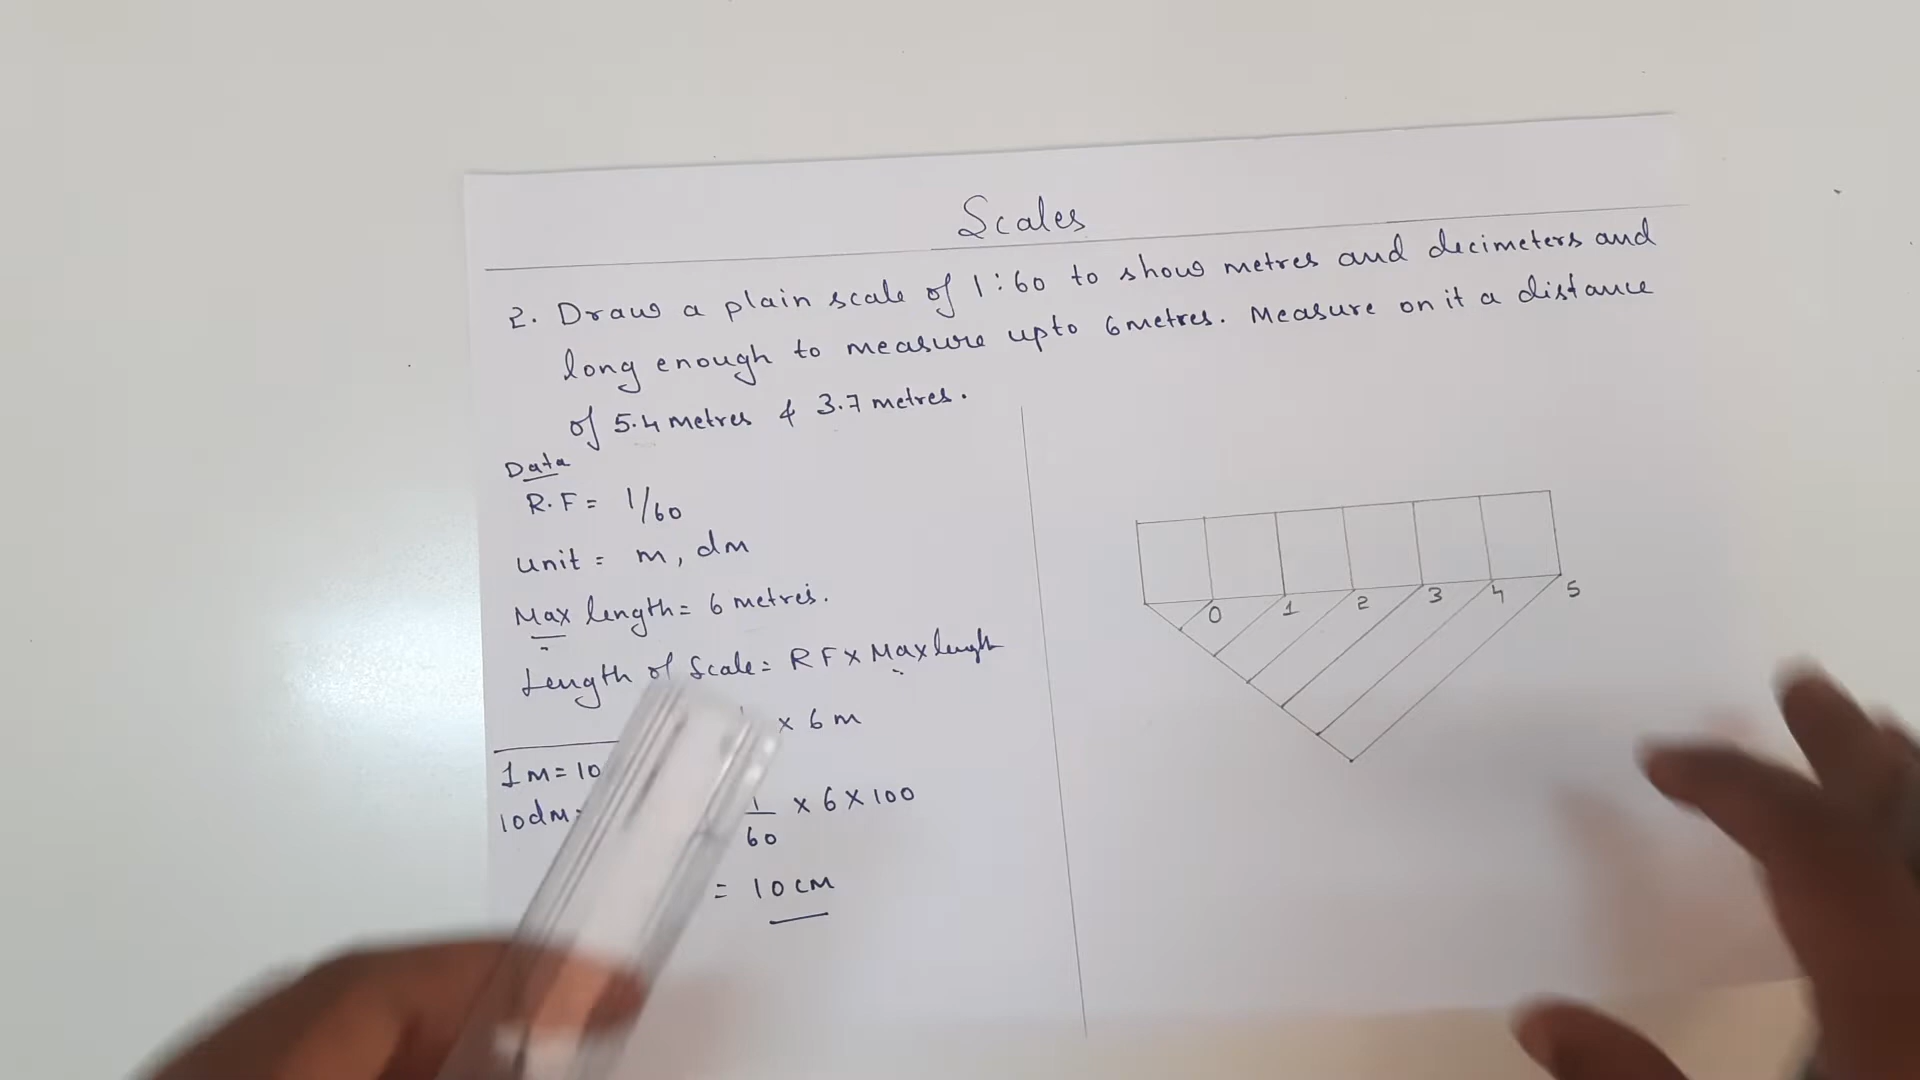 Scales
2. Draw a plain scale of 1:60 to show metres and decimeters and
long enough to measure upto 6metres. Measure on it a distance
of 5.4 metres & 3.7 metres.
Data
R.F = 1/60
Unit = m, dm
Max length = 6 metres.
Length of Scale = RF x Max length
x 6 m
1m = 10
10dm =
1/60 x 6 x 100
= 10 cm
0 1 2 3 4 5